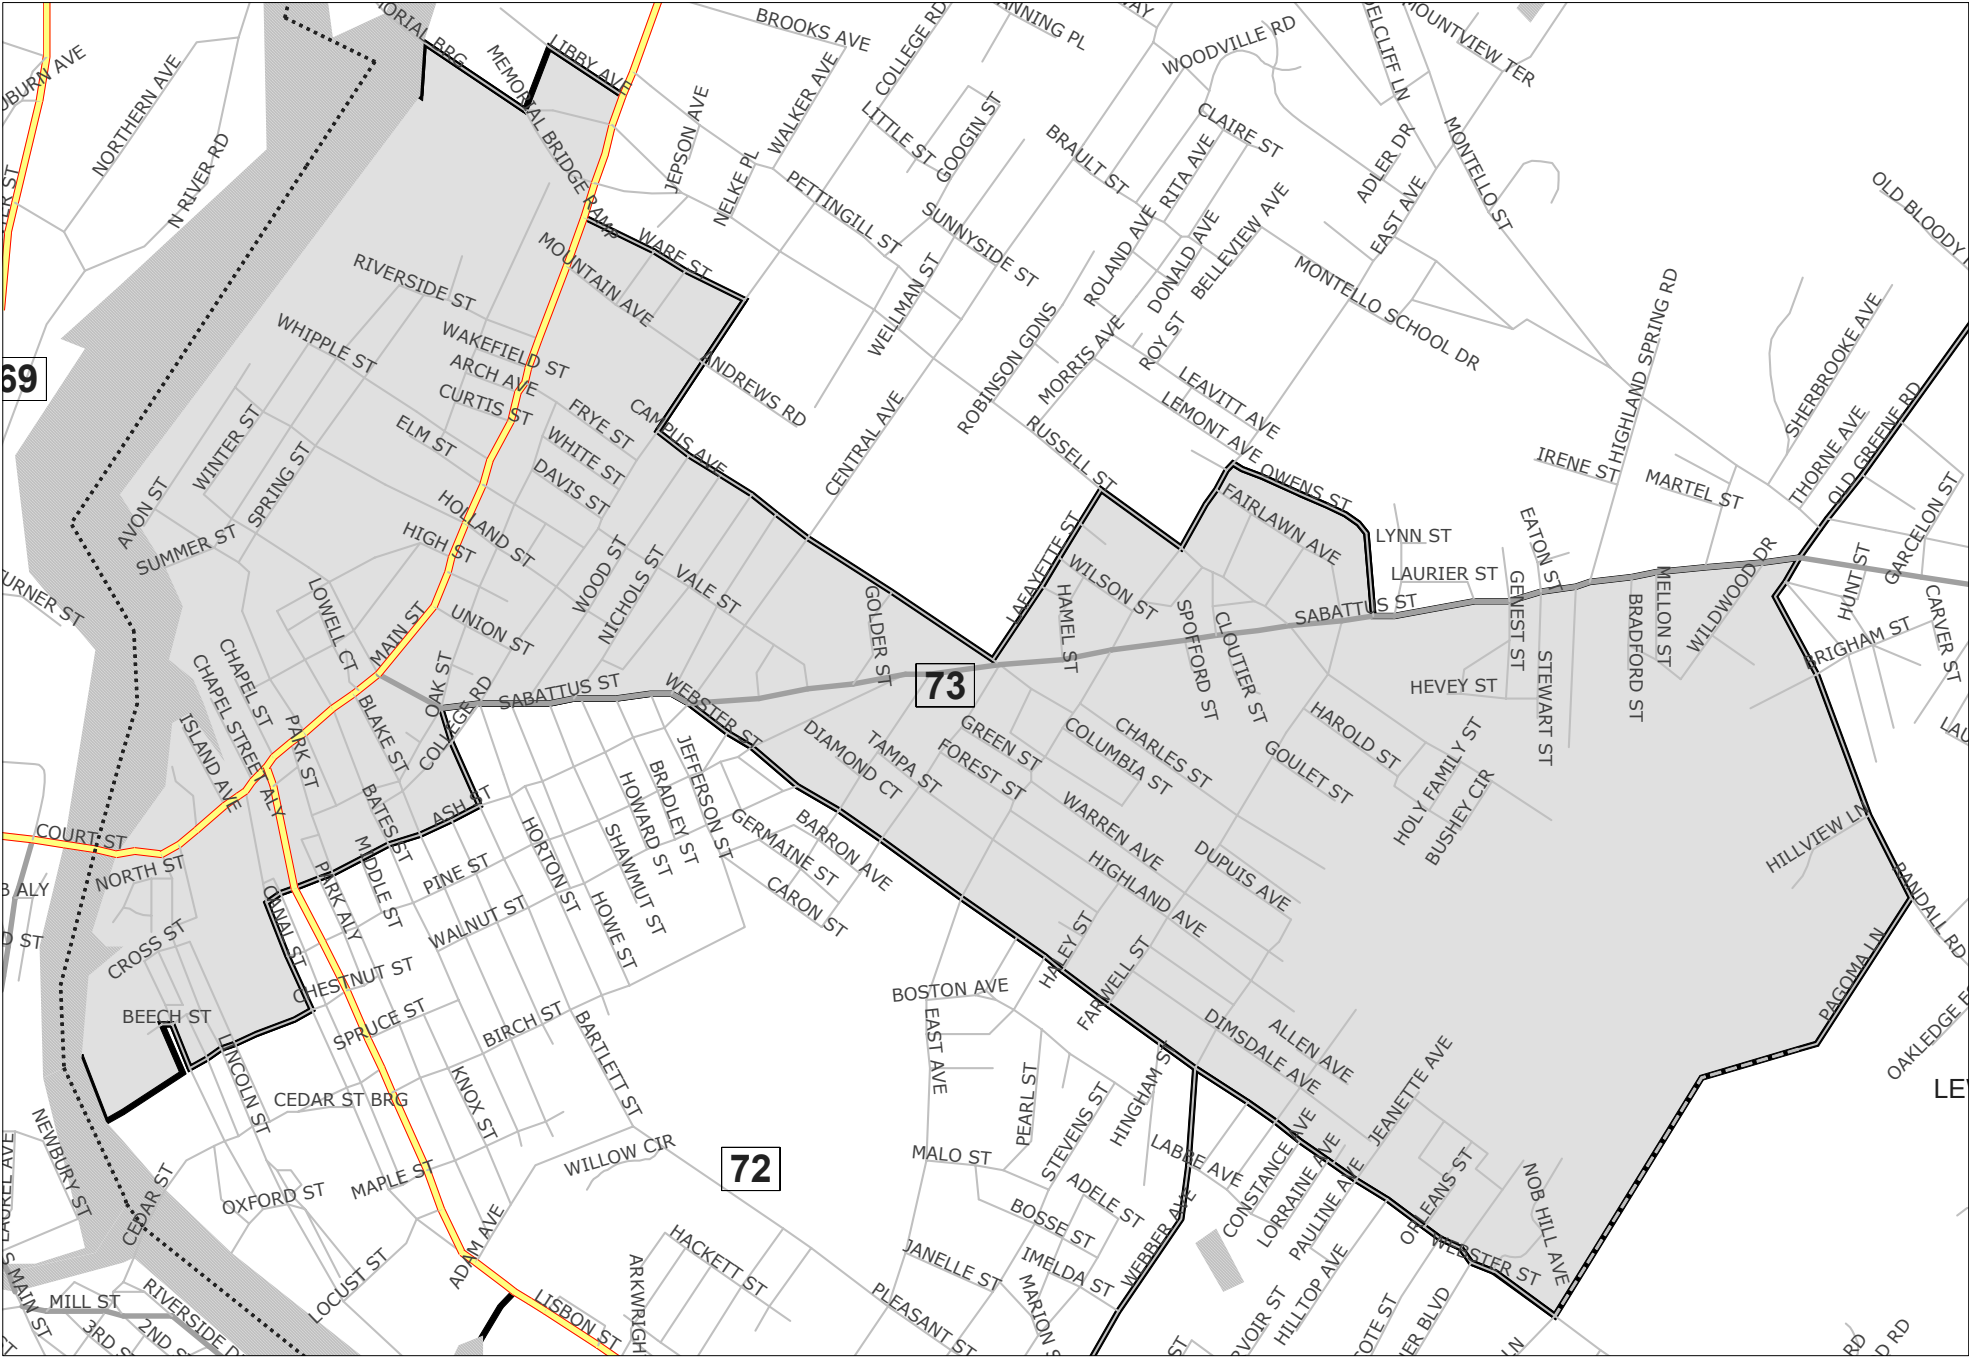 MEMORIAL BRIDGE RAMP
LIBBY AVE
BROOKS AVE
COLLEGE RD
WOODVILLE RD
MOUNTVIEW TER
NORTHERN AVE
N RIVER RD
JEPSON AVE
WALKER AVE
NELKE PL
LITTLE ST
GOOGIN ST
BRAULT ST
CLAIRE ST
RITA AVE
ADLER DR
MONTELLO ST
EAST AVE
PETTINGILL ST
SUNNYSIDE ST
ROLAND AVE
DONALD AVE
BELLEVIEW AVE
MONTELLO SCHOOL DR
WARE ST
MOUNTAIN AVE
RIVERSIDE ST
WHIPPLE ST
WAKEFIELD ST
ARCH AVE
CURTIS ST
ELM ST
FRYE ST
WHITE ST
DAVIS ST
ANDREWS RD
CAMPUS AVE
WELLMAN ST
CENTRAL AVE
ROBINSON GDNS
MORRIS AVE
ROY ST
LEAVITT AVE
LEMONT AVE
RUSSELL ST
OWENS ST
FAIRLAWN AVE
HIGHLAND SPRING RD
IRENE ST
MARTEL ST
SHERBROOKE AVE
THORNE AVE
OLD GREENE RD
GARCELON ST
HUNT ST
CARVER ST
BRIGHAM ST
69
WINTER ST
SPRING ST
AVON ST
SUMMER ST
HOLLAND ST
HIGH ST
LOWELL CT
MAIN ST
UNION ST
WOOD ST
NICHOLS ST
VALE ST
GOLDER ST
LAFAYETTE ST
WILSON ST
HAMEL ST
SPOFFORD ST
CLOUTIER ST
SABATTUS ST
LYNN ST
LAURIER ST
EATON ST
GENEST ST
STEWART ST
BRADFORD ST
MELLON ST
WILDWOOD DR
HEVEY ST
73
CHAPEL ST
CHAPEL STREET ALY
ISLAND AVE
PARK ST
BLAKE ST
OAK ST
COLLEGE RD
SABATTUS ST
WEBSTER ST
BATES ST
ASH ST
COURT ST
NORTH ST
MIDDLE ST
PARK ALY
CANAL ST
PINE ST
WALNUT ST
HORTON ST
HOWARD ST
BRADLEY ST
JEFFERSON ST
SHAWMUT ST
HOWE ST
GERMAINE ST
BARRON AVE
CARON ST
DIAMOND CT
TAMPA ST
FOREST ST
GREEN ST
COLUMBIA ST
CHARLES ST
GOULET ST
HAROLD ST
HOLY FAMILY ST
BUSHEY CIR
WARREN AVE
HIGHLAND AVE
DUPUIS AVE
HILLVIEW LN
RANDALL RD
PAGOMA LN
CROSS ST
BEECH ST
CHESTNUT ST
SPRUCE ST
BIRCH ST
LINCOLN ST
CEDAR ST BRG
KNOX ST
BARTLETT ST
BOSTON AVE
EAST AVE
HALEY ST
FARWELL ST
DIMSDALE AVE
ALLEN AVE
JEANETTE AVE
PEARL ST
STEVENS ST
HINGHAM ST
MALO ST
LABBE AVE
CONSTANCE AVE
LORRAINE AVE
PAULINE AVE
ORLEANS ST
NOB HILL AVE
WEBSTER ST
72
WILLOW CIR
NEWBURY ST
CEDAR ST
OXFORD ST
MAPLE ST
ADAM AVE
LOCUST ST
LISBON ST
HACKETT ST
PLEASANT ST
JANELLE ST
BOSSE ST
ADELE ST
IMELDA ST
WEBBER AVE
HILLTOP AVE
LAUREL AVE
S MAIN ST
MILL ST